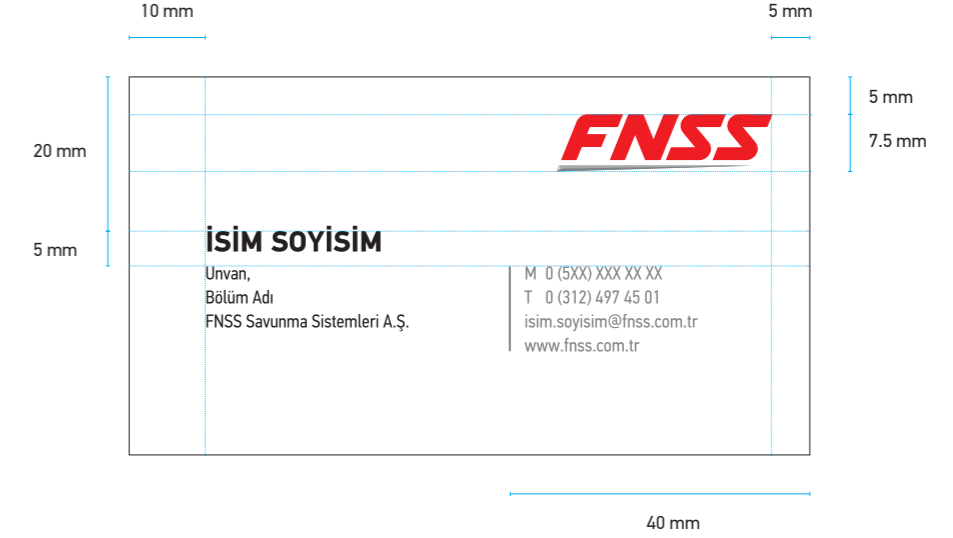 10 mm
5 mm
5 mm
20 mm
FNSS
7.5 mm
5 mm
İSİM SOYİSİM
Unvan,
Bölüm Adı
FNSS Savunma Sistemleri A.Ş.
M 0 (5XX) XXX XX XX
T 0 (312) 497 45 01
isim.soyisim@fnss.com.tr
www.fnss.com.tr
40 mm